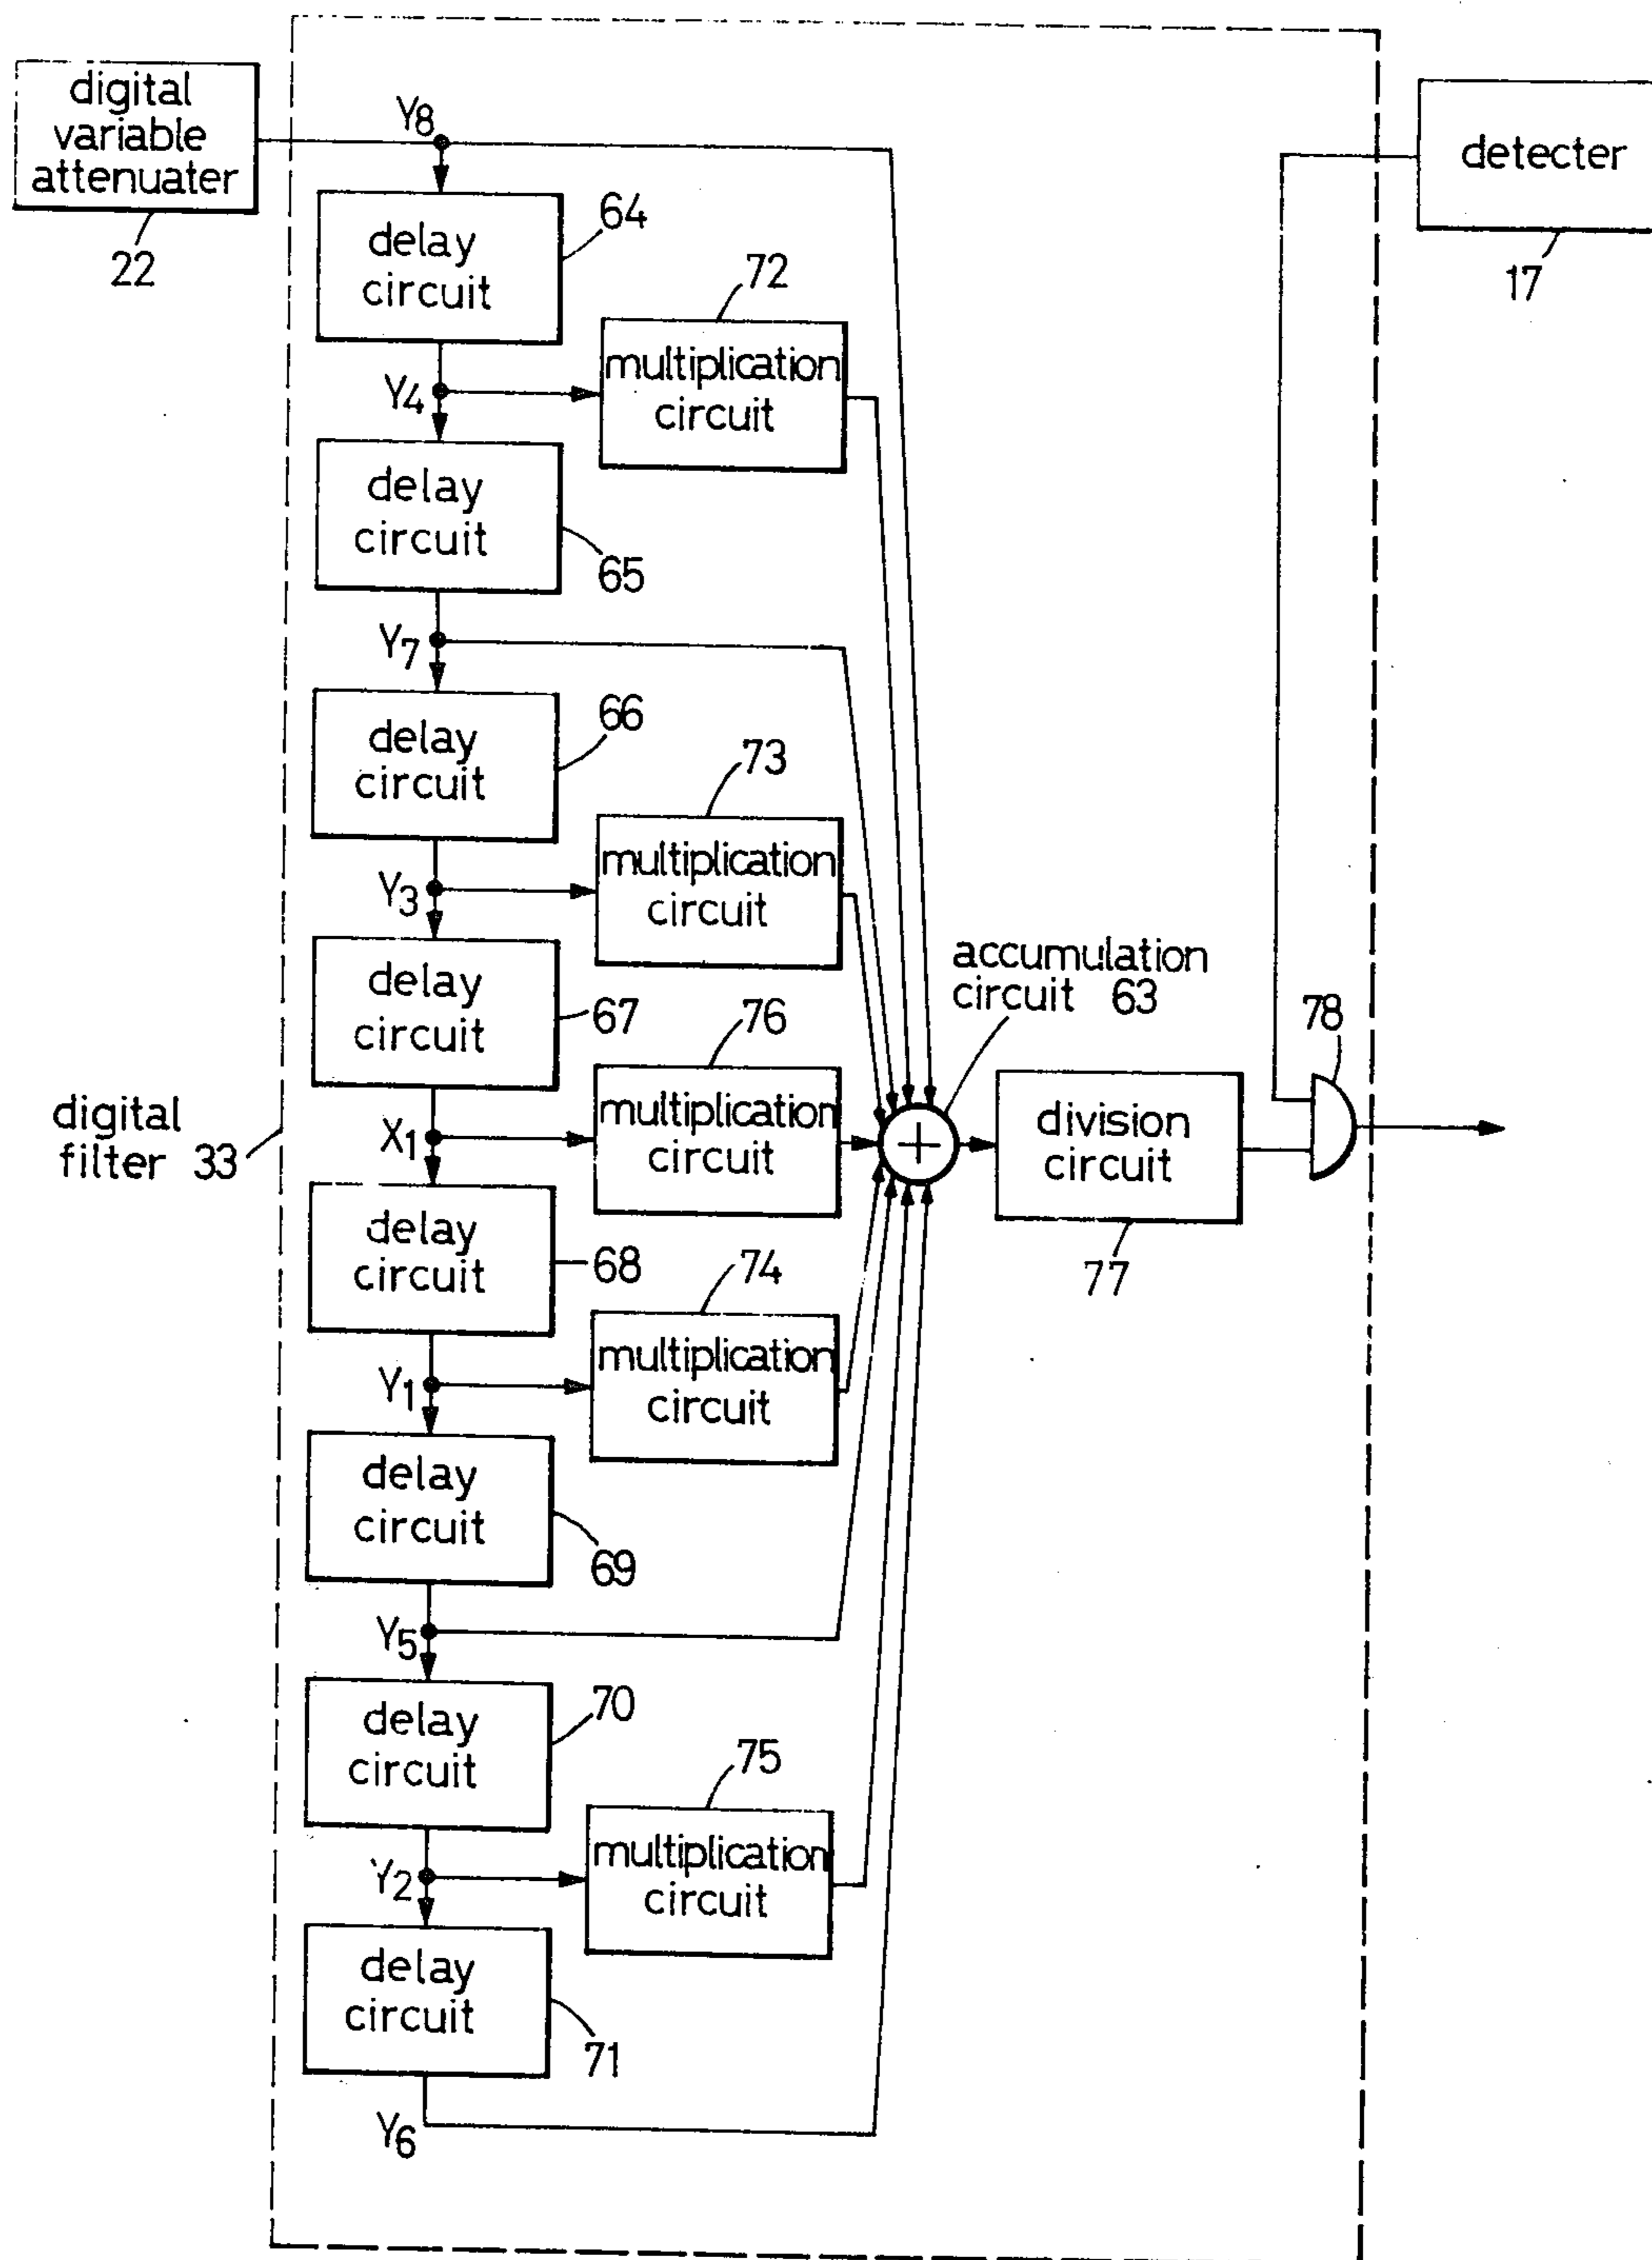 digital
variable
attenuater
22
Y8
detecter
17
delay
circuit
64
72
multiplication
circuit
Y4
delay
circuit
65
Y7
66
delay
circuit
73
multiplication
circuit
Y3
delay
circuit
67
accumulation
circuit 63
76
multiplication
circuit
78
X1
division
circuit
77
digital
filter 33
delay
circuit
68
74
multiplication
circuit
Y1
delay
circuit
69
Y5
delay
circuit
70
75
multiplication
circuit
Y2
delay
circuit
71
Y6